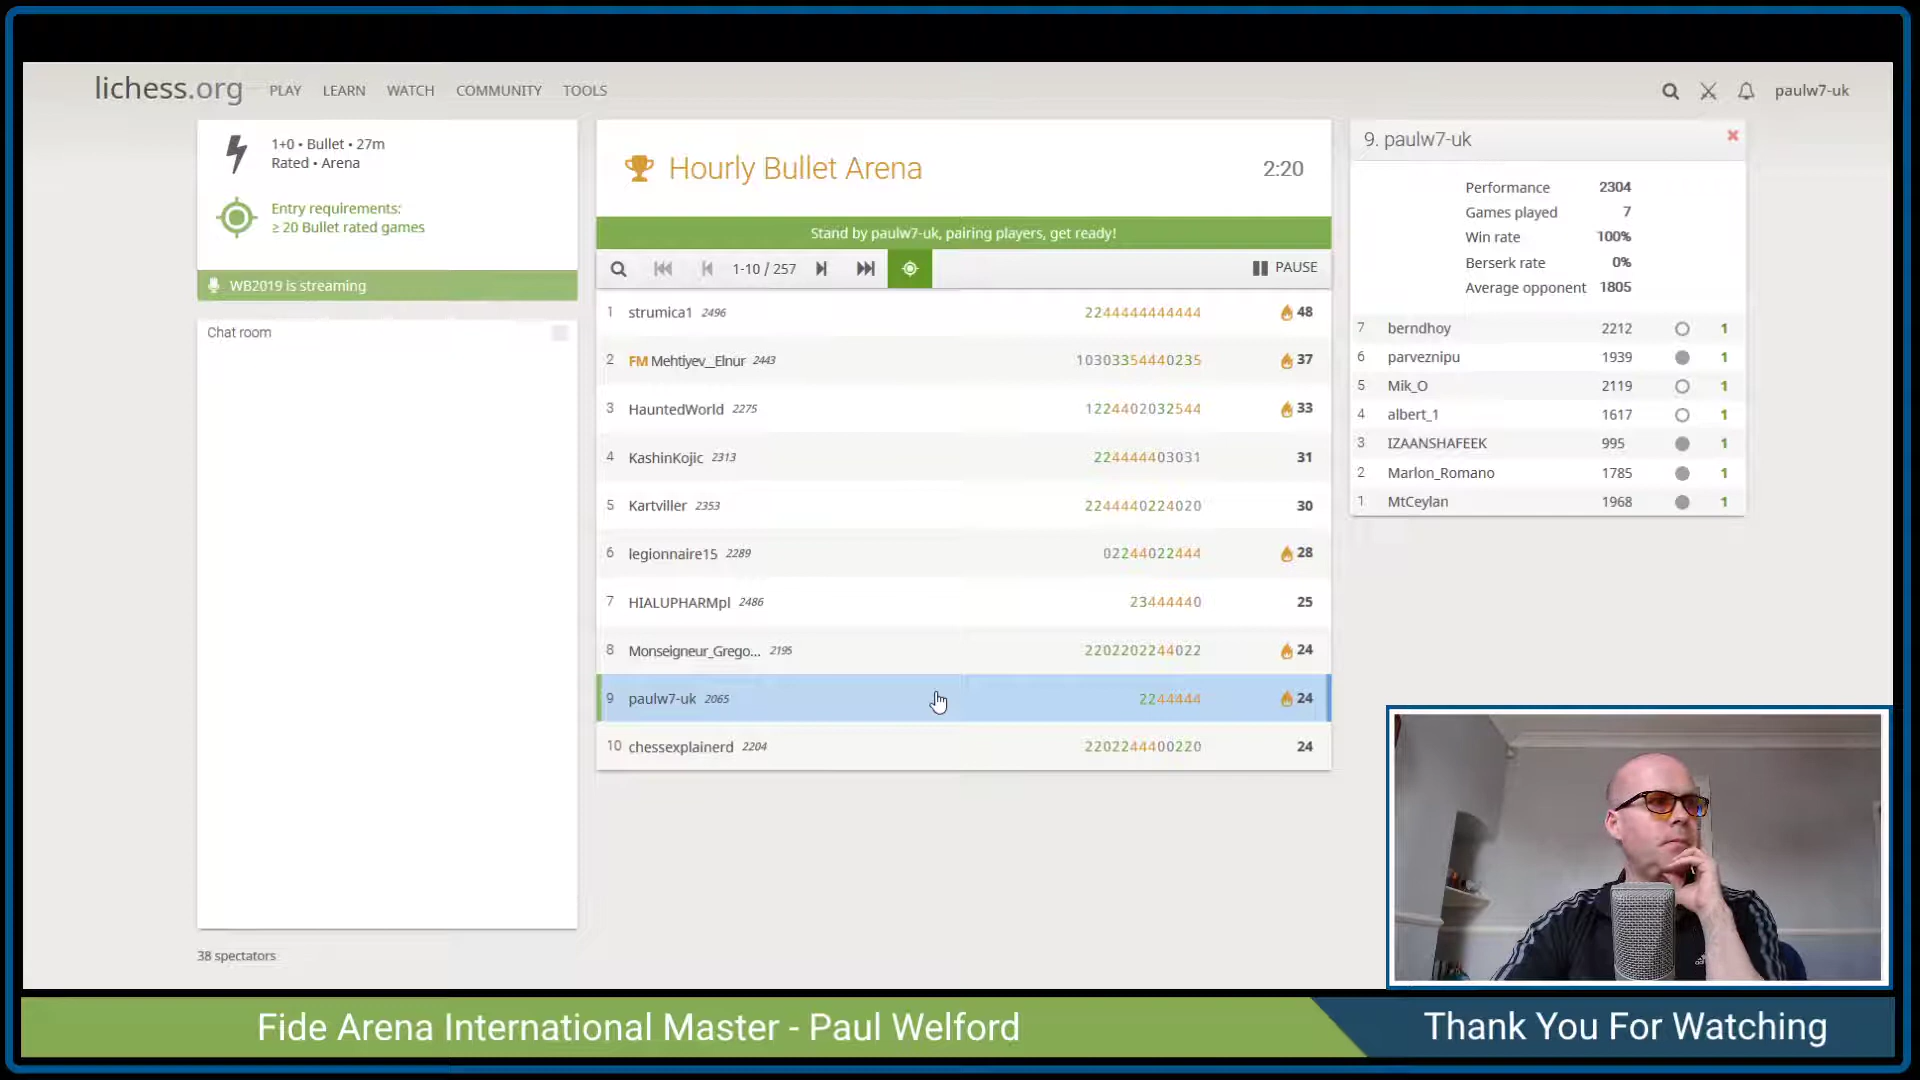 lichess.org PLAY LEARN WATCH COMMUNITY TOOLS paulw7-uk
1+0 • Bullet • 27m
Rated • Arena
Entry requirements:
≥ 20 Bullet rated games
WB2019 is streaming
Chat room
38 spectators
Hourly Bullet Arena 2:20
Stand by paulw7-uk, pairing players, get ready!
1-10 / 257 PAUSE
1 strumica1 2496 2244444444444 48
2 FM Mehtiyev__Elnur 2443 10303354440235 37
3 HauntedWorld 2275 1224402032544 33
4 KashinKojic 2313 224444403031 31
5 Kartviller 2353 2244440224020 30
6 legionnaire15 2289 02244022444 28
7 HIALUPHARMpl 2486 23444440 25
8 Monseigneur_Grego... 2195 2202202244022 24
9 paulw7-uk 2065 2244444 24
10 chessexplainerd 2204 2202244400220 24
9. paulw7-uk
Performance 2304
Games played 7
Win rate 100%
Berserk rate 0%
Average opponent 1805
7 berndhoy 2212 1
6 parveznipu 1939 1
5 Mik_O 2119 1
4 albert_1 1617 1
3 IZAANSHAFEEK 995 1
2 Marlon_Romano 1785 1
1 MtCeylan 1968 1
Fide Arena International Master - Paul Welford
Thank You For Watching